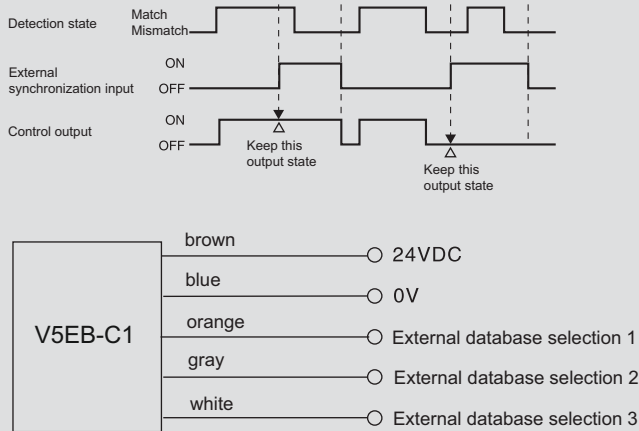 Detection state
Match
Mismatch
External
synchronization input
ON
OFF
Control output
ON
OFF
Keep this
output state
Keep this
output state
V5EB-C1
brown
24VDC
blue
0V
orange
External database selection 1
gray
External database selection 2
white
External database selection 3